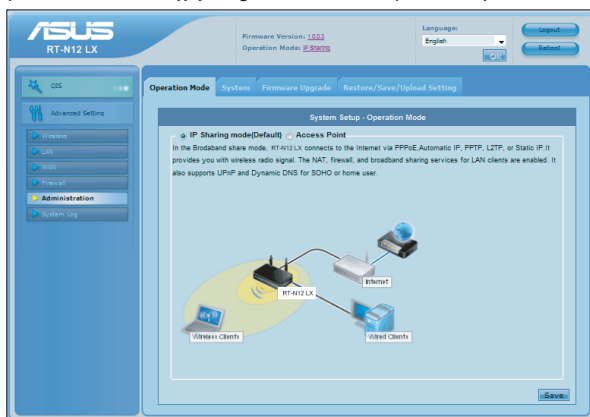 ASUS
RT-N12 LX
Firmware Version: 1.0.0.3
Operation Mode: IP Sharing
Language:
English
Logout
Reboot
QIS
Advanced Setting
Wireless
LAN
WAN
Firewall
Administration
System Log
Operation Mode System Firmware Upgrade Restore/Save/Upload Setting
System Setup - Operation Mode
IP Sharing mode(Default) Access Point
In the Brodaband share mode, RT-N12 LX connects to the Internet via PPPoE,Automatic IP, PPTP, L2TP, or Static IP.It
provides you with wireless radio signal. The NAT, firewall, and broadband sharing services for LAN clients are enabled. It
also supports UPnP and Dynamic DNS for SOHO or home user.
Internet
RT-N12 LX
Wireless Clients
Wired Clients
Save